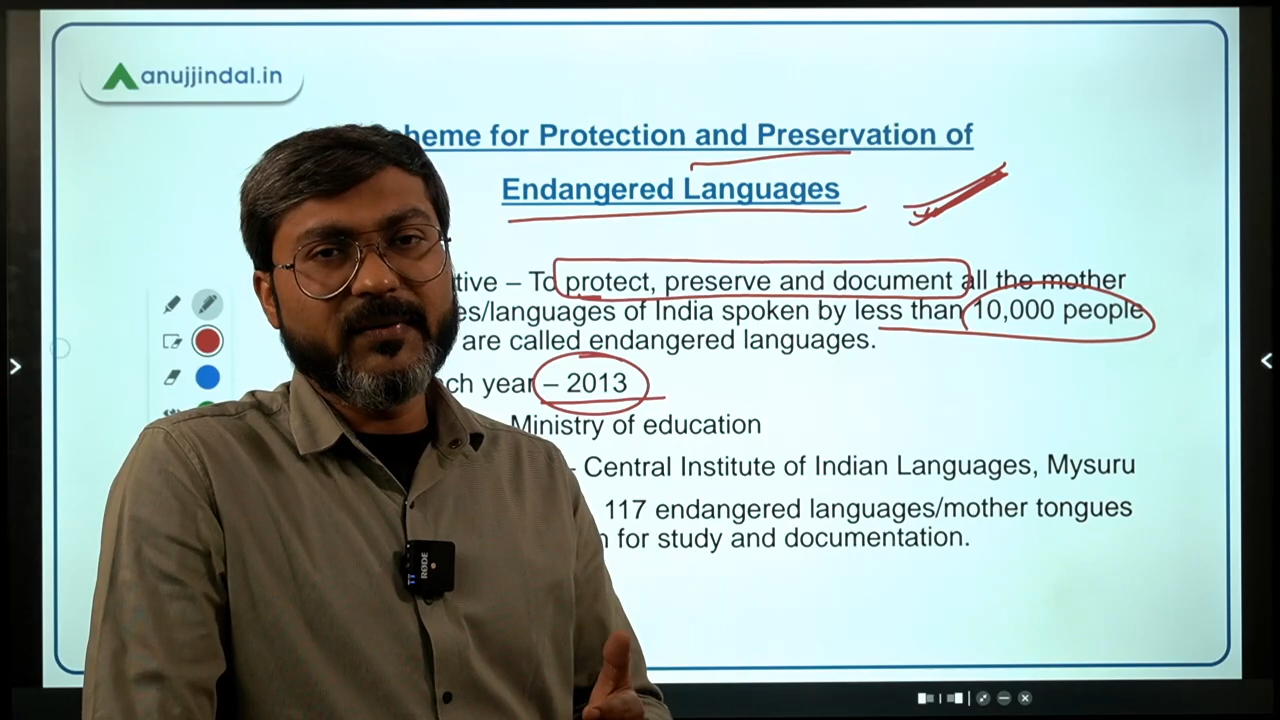 anujjindal.in
heme for Protection and Preservation of
Endangered Languages
tive – To protect, preserve and document all the mother
es/languages of India spoken by less than 10,000 people
are called endangered languages.
ch year – 2013
Ministry of education
- Central Institute of Indian Languages, Mysuru
117 endangered languages/mother tongues
n for study and documentation.
RØDE